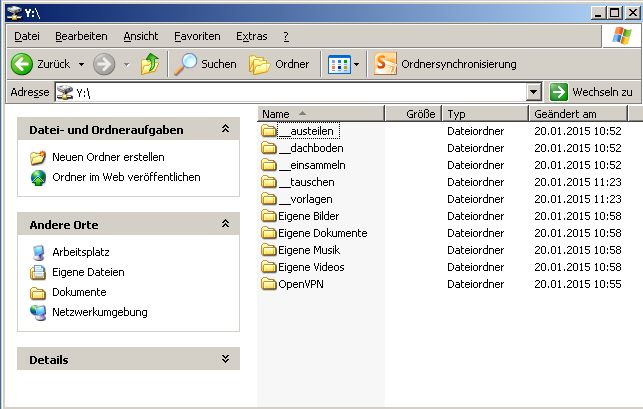 Y:\
Datei Bearbeiten Ansicht Favoriten Extras ?
Zurück Suchen Ordner Ordnersynchronisierung
Adresse Y:\ Wechseln zu
Datei- und Ordneraufgaben
Neuen Ordner erstellen
Ordner im Web veröffentlichen
Andere Orte
Arbeitsplatz
Eigene Dateien
Dokumente
Netzwerkumgebung
Details
Name Größe Typ Geändert am
__austeilen Dateiordner 20.01.2015 10:52
__dachboden Dateiordner 20.01.2015 10:52
__einsammeln Dateiordner 20.01.2015 10:52
__tauschen Dateiordner 20.01.2015 11:23
__vorlagen Dateiordner 20.01.2015 11:23
Eigene Bilder Dateiordner 20.01.2015 10:58
Eigene Dokumente Dateiordner 20.01.2015 10:58
Eigene Musik Dateiordner 20.01.2015 10:58
Eigene Videos Dateiordner 20.01.2015 10:58
OpenVPN Dateiordner 20.01.2015 10:55